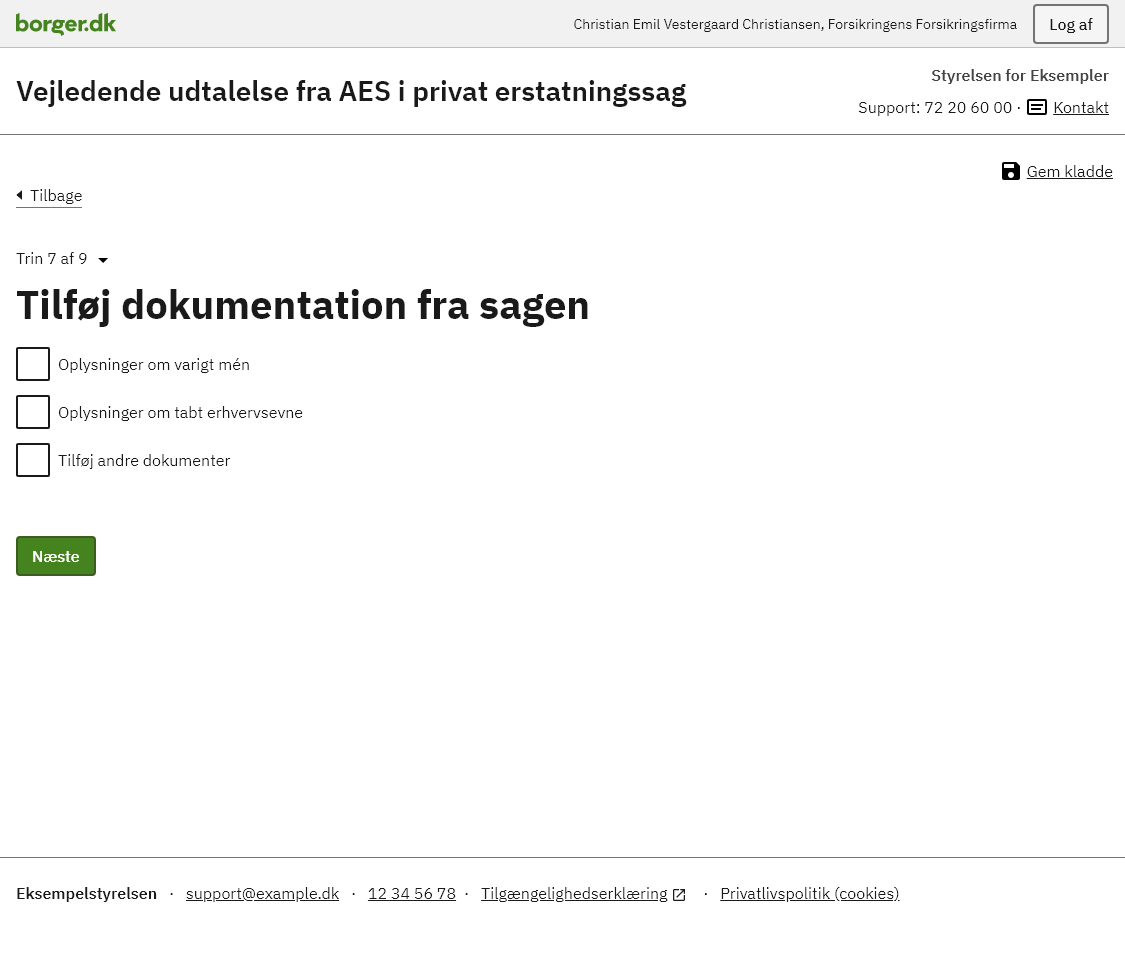 borger.dk
Christian Emil Vestergaard Christiansen, Forsikringens Forsikringsfirma
Log af
Vejledende udtalelse fra AES i privat erstatningssag
Styrelsen for Eksempler
Support: 72 20 60 00 · Kontakt
Gem kladde
Tilbage
Trin 7 af 9
Tilføj dokumentation fra sagen
Oplysninger om varigt mén
Oplysninger om tabt erhvervsevne
Tilføj andre dokumenter
Næste
Eksempelstyrelsen · support@example.dk · 12 34 56 78 · Tilgængelighedserklæring · Privatlivspolitik (cookies)